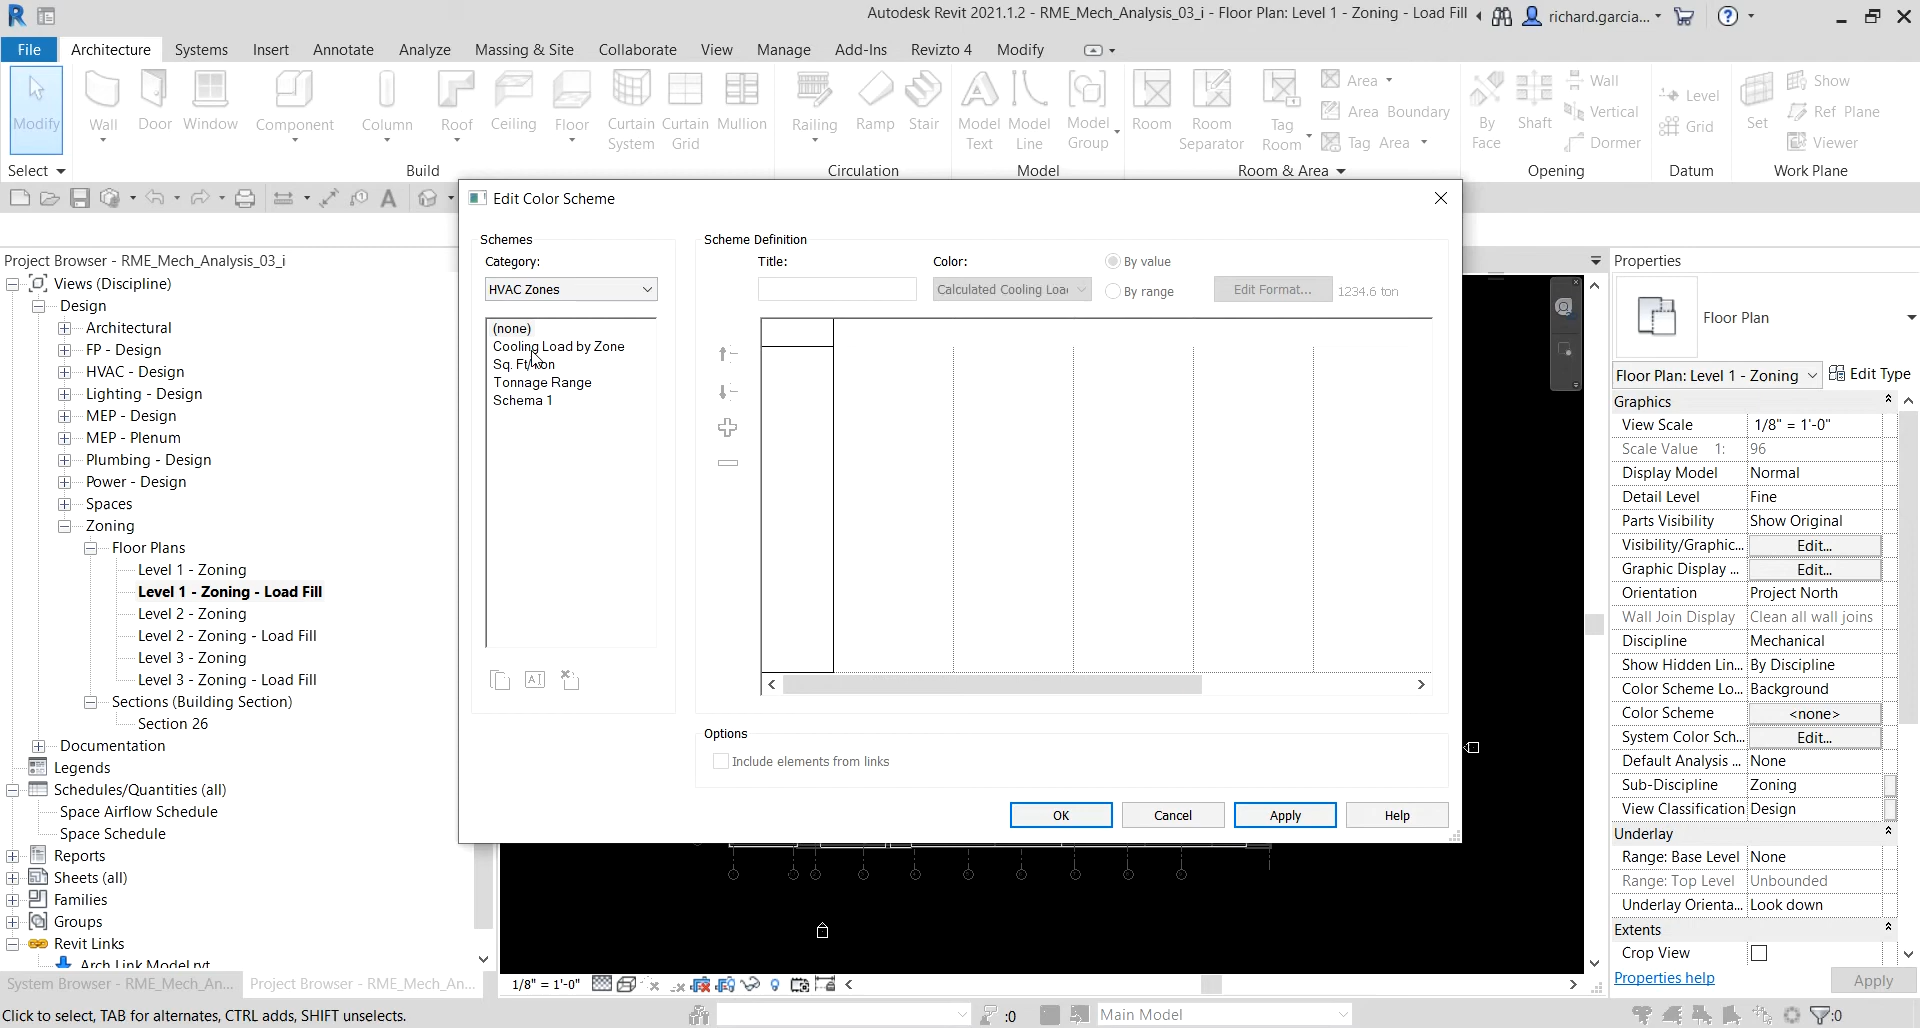 Autodesk Revit 2021.1.2 - RME_Mech_Analysis_03_i - Floor Plan: Level 1 - Zoning - Load Fill
richard.garcia...
File Architecture Systems Insert Annotate Analyze Massing & Site Collaborate View Manage Add-Ins Revizto 4 Modify
Modify Wall Door Window Component Column Roof Ceiling Floor Curtain System Curtain Grid Mullion Railing Ramp Stair Model Text Model Line Model Group Room Room Separator Tag Room Area Area Boundary Tag Area By Face Shaft Wall Vertical Dormer Level Grid Set Show Ref Plane Viewer
Select Build Circulation Model Room & Area Opening Datum Work Plane
Project Browser - RME_Mech_Analysis_03_i
Views (Discipline)
Design
Architectural
FP - Design
HVAC - Design
Lighting - Design
MEP - Design
MEP - Plenum
Plumbing - Design
Power - Design
Spaces
Zoning
Floor Plans
Level 1 - Zoning
Level 1 - Zoning - Load Fill
Level 2 - Zoning
Level 2 - Zoning - Load Fill
Level 3 - Zoning
Level 3 - Zoning - Load Fill
Sections (Building Section)
Section 26
Documentation
Legends
Schedules/Quantities (all)
Space Airflow Schedule
Space Schedule
Reports
Sheets (all)
Families
Groups
Revit Links
Arch Link Model.rvt
System Browser - RME_Mech_An... Project Browser - RME_Mech_An...
Edit Color Scheme
Schemes
Category:
HVAC Zones
(none)
Cooling Load by Zone
Sq. Ft/Ton
Tonnage Range
Schema 1
Scheme Definition
Title: Color:
Calculated Cooling Loa
By value
By range
Edit Format... 1234.6 ton
Options
Include elements from links
OK Cancel Apply Help
Properties
Floor Plan
Floor Plan: Level 1 - Zoning Edit Type
Graphics
View Scale 1/8" = 1'-0"
Scale Value 1: 96
Display Model Normal
Detail Level Fine
Parts Visibility Show Original
Visibility/Graphic... Edit...
Graphic Display ... Edit...
Orientation Project North
Wall Join Display Clean all wall joins
Discipline Mechanical
Show Hidden Lin... By Discipline
Color Scheme Lo... Background
Color Scheme <none>
System Color Sch... Edit...
Default Analysis ... None
Sub-Discipline Zoning
View Classification Design
Underlay
Range: Base Level None
Range: Top Level Unbounded
Underlay Orienta... Look down
Extents
Crop View
Properties help Apply
1/8" = 1'-0"
Click to select, TAB for alternates, CTRL adds, SHIFT unselects. :0 Main Model :0